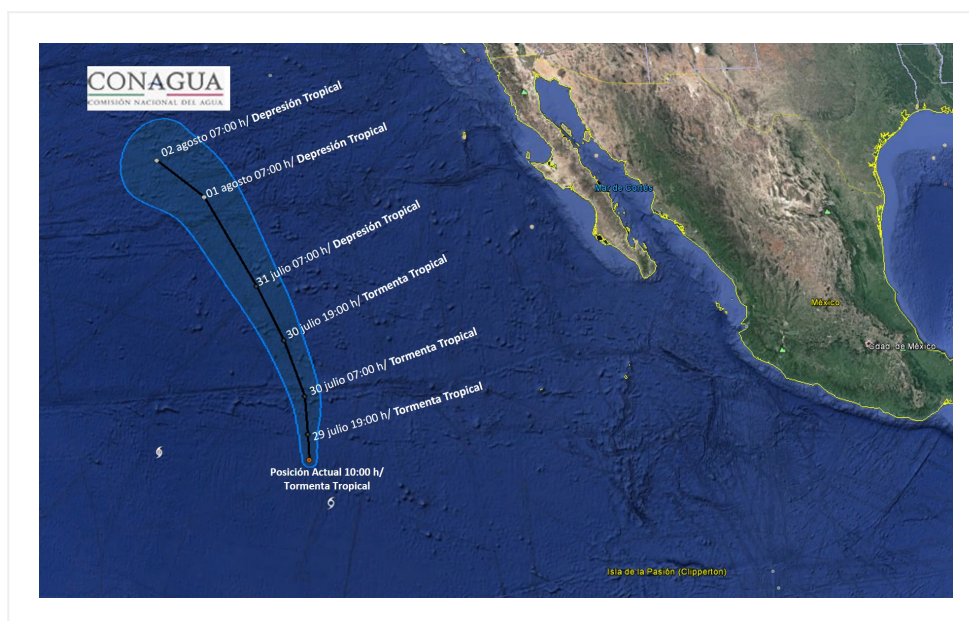 CONAGUA
COMISIÓN NACIONAL DEL AGUA
02 agosto 07:00 h/ Depresión Tropical
01 agosto 07:00 h/ Depresión Tropical
31 julio 07:00 h/ Depresión Tropical
30 julio 19:00 h/ Tormenta Tropical
30 julio 07:00 h/ Tormenta Tropical
29 julio 19:00 h/ Tormenta Tropical
Posición Actual 10:00 h/
Tormenta Tropical
Mar de Cortés
México
Cdad. de México
Isla de la Pasión (Clipperton)